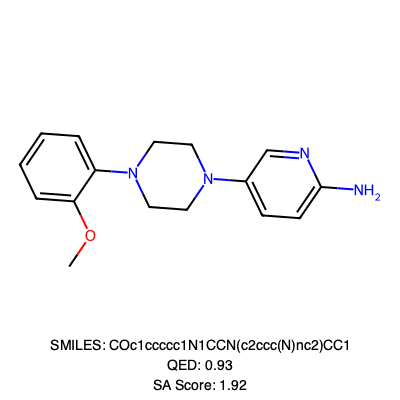 N
N
N
NH2
O
SMILES: COc1ccccc1N1CCN(c2ccc(N)nc2)CC1
QED: 0.93
SA Score: 1.92